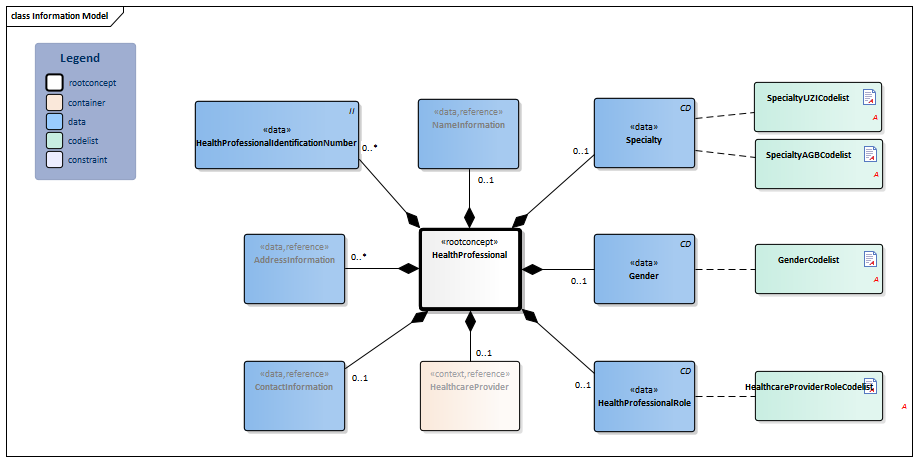 class Information Model
Legend
rootconcept
container
data
codelist
constraint
II
«data»
HealthProfessionalIdentificationNumber
0..*
«data,reference»
NameInformation
0..1
CD
«data»
Specialty
0..1
SpecialtyUZICodelist
A
SpecialtyAGBCodelist
A
«data,reference»
AddressInformation
0..*
«rootconcept»
HealthProfessional
CD
«data»
Gender
0..1
GenderCodelist
A
«data,reference»
ContactInformation
0..1
«context,reference»
HealthcareProvider
0..1
CD
«data»
HealthProfessionalRole
0..1
HealthcareProviderRoleCodelist
A